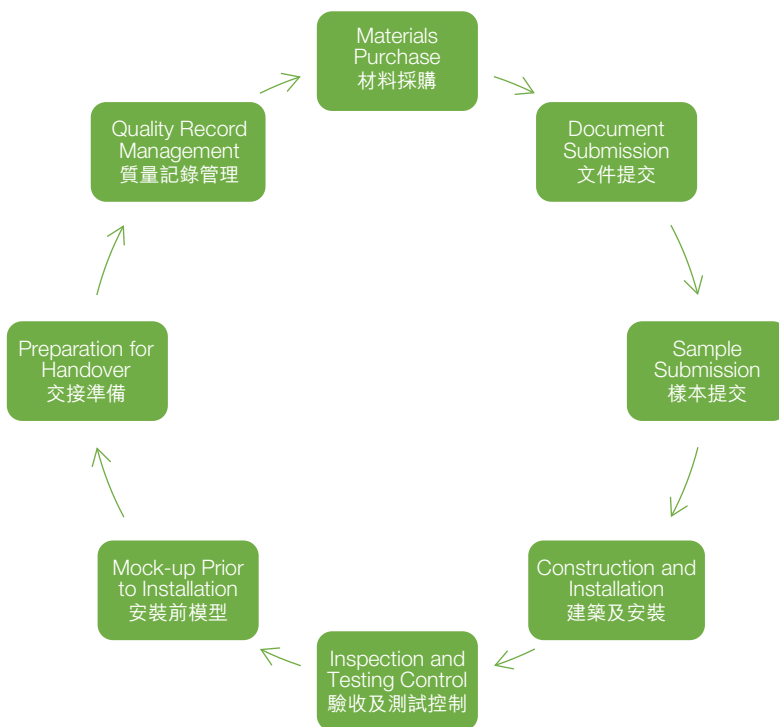 Materials
Purchase
材料採購
Document
Submission
文件提交
Sample
Submission
樣本提交
Construction and
Installation
建築及安裝
Inspection and
Testing Control
驗收及測試控制
Mock-up Prior
to Installation
安裝前模型
Preparation for
Handover
交接準備
Quality Record
Management
質量記錄管理